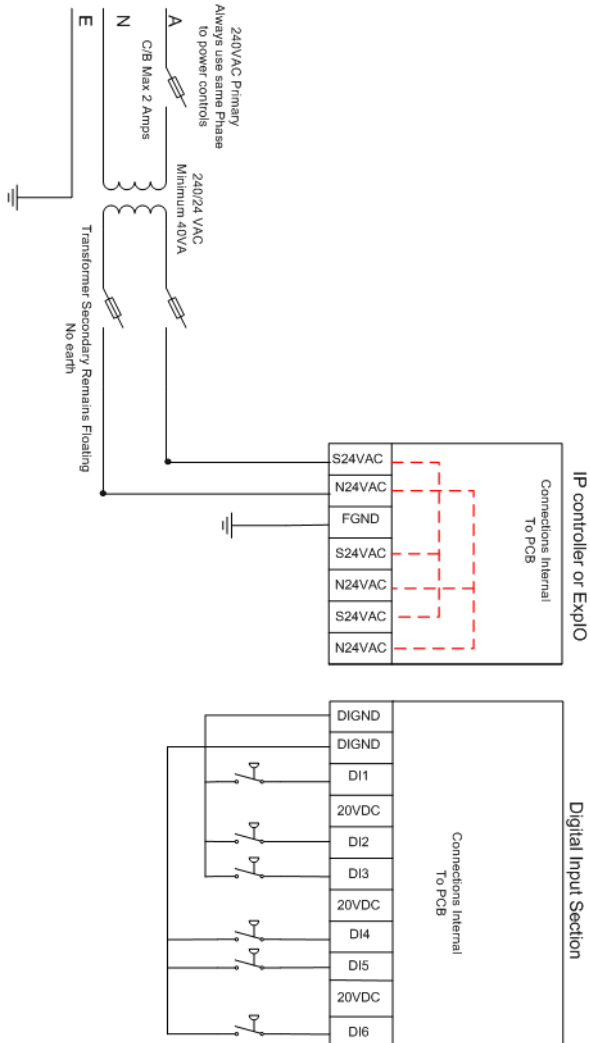 E
N
A
C/B Max 2 Amps
240VAC Primary
Always use same Phase
to power controls
240/24 VAC
Minimum 40VA
Transformer Secondary Remains Floating
No earth
IP controller or ExpIO
Connections Internal
To PCB
S24VAC
N24VAC
FGND
S24VAC
N24VAC
S24VAC
N24VAC
Digital Input Section
Connections Internal
To PCB
DIGND
DIGND
DI1
20VDC
DI2
DI3
20VDC
DI4
DI5
20VDC
DI6